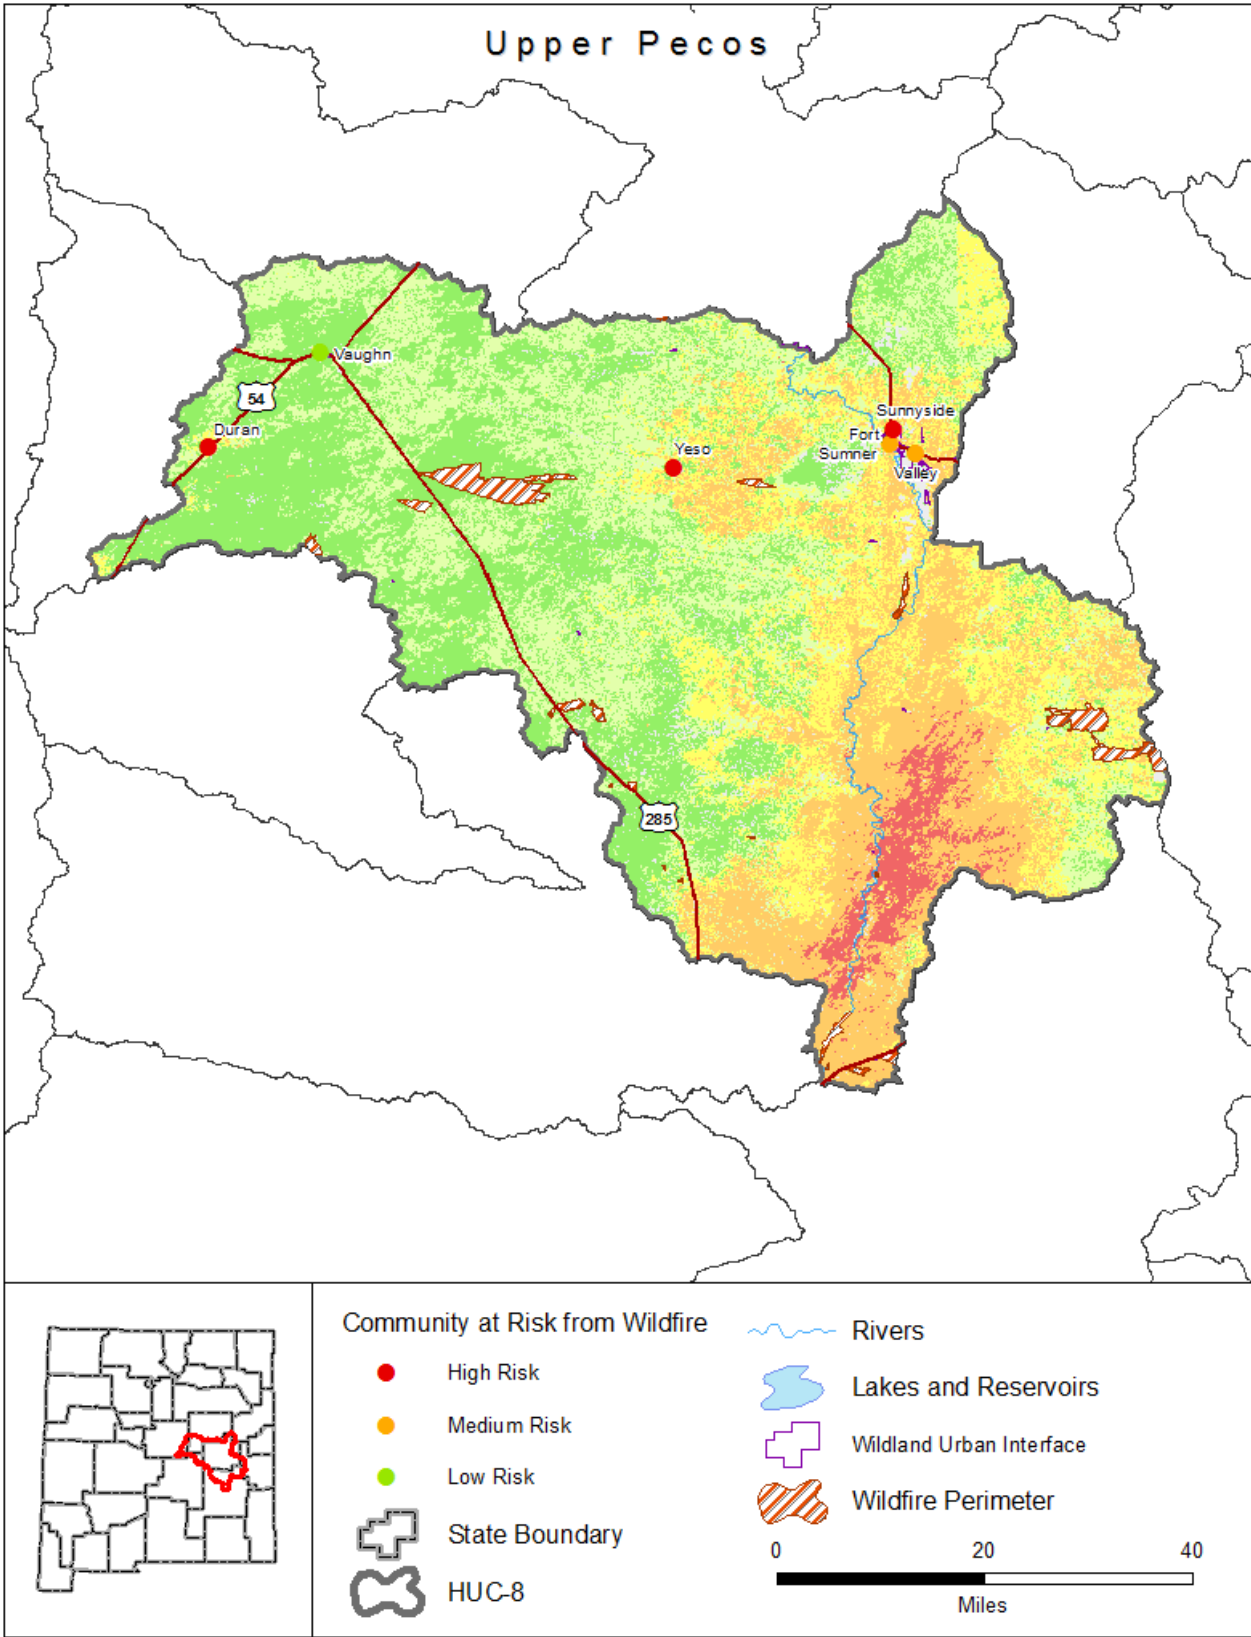 Upper Pecos
Vaughn
54
Duran
Sunnyside
Fort
Sumner
Yeso
Valley
285
Community at Risk from Wildfire
High Risk
Medium Risk
Low Risk
State Boundary
HUC-8
Rivers
Lakes and Reservoirs
Wildland Urban Interface
Wildfire Perimeter
0 20 40
Miles